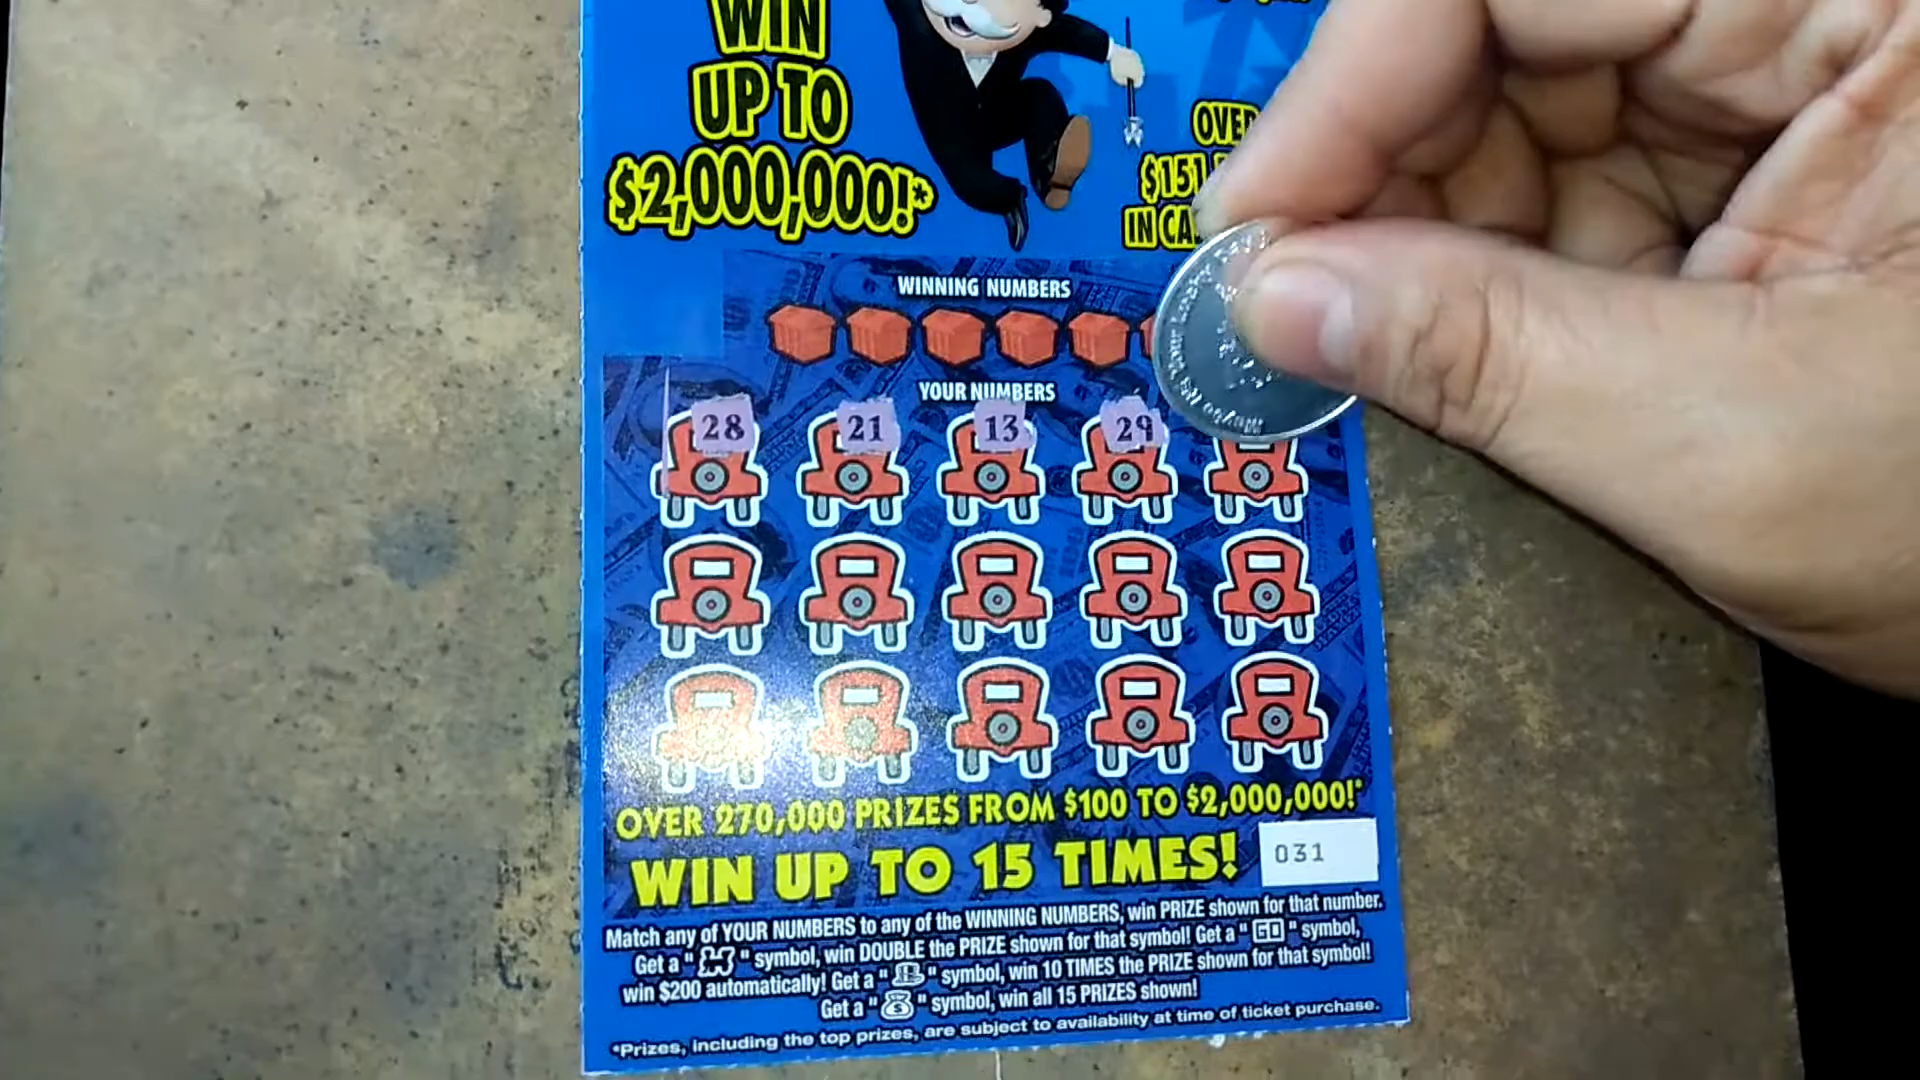 WIN
UP TO
$2,000,000!*
OVER
$151
IN CA
WINNING NUMBERS
YOUR NUMBERS
28 21 13 29
OVER 270,000 PRIZES FROM $100 TO $2,000,000!*
WIN UP TO 15 TIMES!
031
Match any of YOUR NUMBERS to any of the WINNING NUMBERS, win PRIZE shown for that number.
Get a " " symbol, win DOUBLE the PRIZE shown for that symbol! Get a " GO " symbol,
win $200 automatically! Get a " " symbol, win 10 TIMES the PRIZE shown for that symbol!
Get a " " symbol, win all 15 PRIZES shown!
*Prizes, including the top prizes, are subject to availability at time of ticket purchase.